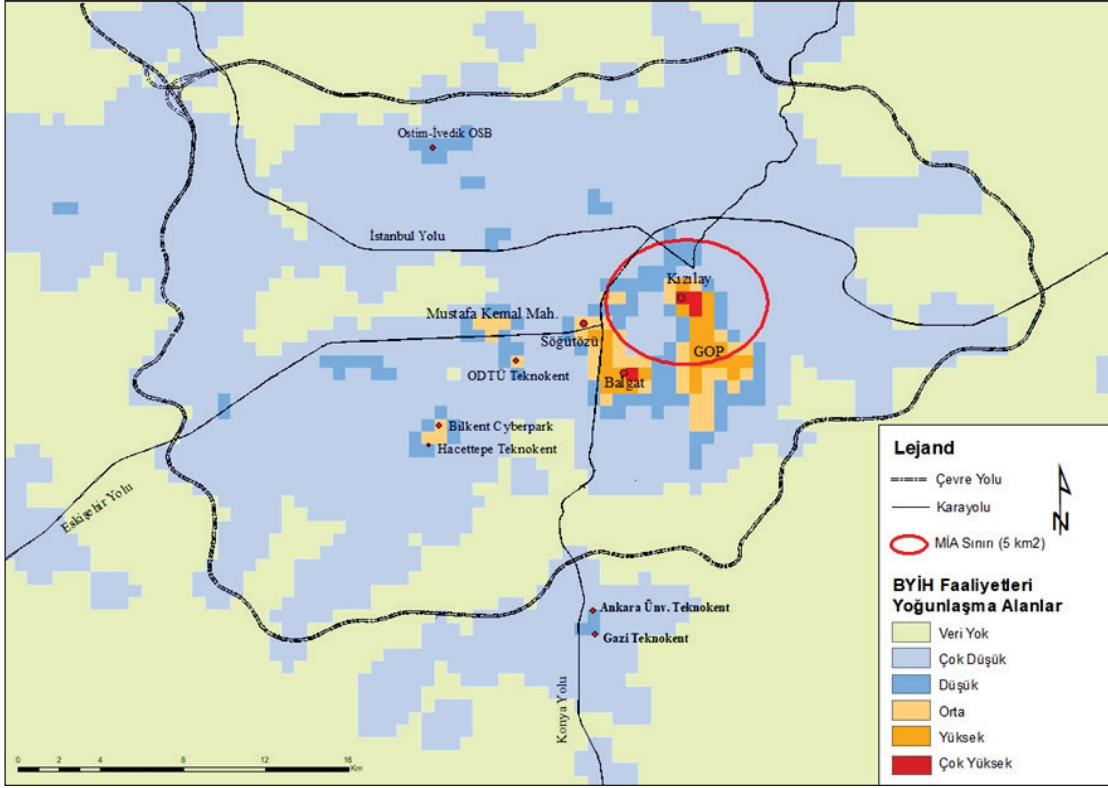 Ostim-İvedik OSB
İstanbul Yolu
Kızılay
Mustafa Kemal Mah.
Söğütözü
GOP
ODTÜ Teknokent
Balgat
Bilkent Cyberpark
Hacettepe Teknokent
Eskişehir Yolu
Ankara Ünv. Teknokent
Gazi Teknokent
Konya Yolu
0 2 4 8 12 16
Km
Lejand
Çevre Yolu
Karayolu
N
MİA Sınırı (5 km2)
BYİH Faaliyetleri
Yoğunlaşma Alanlar
Veri Yok
Çok Düşük
Düşük
Orta
Yüksek
Çok Yüksek